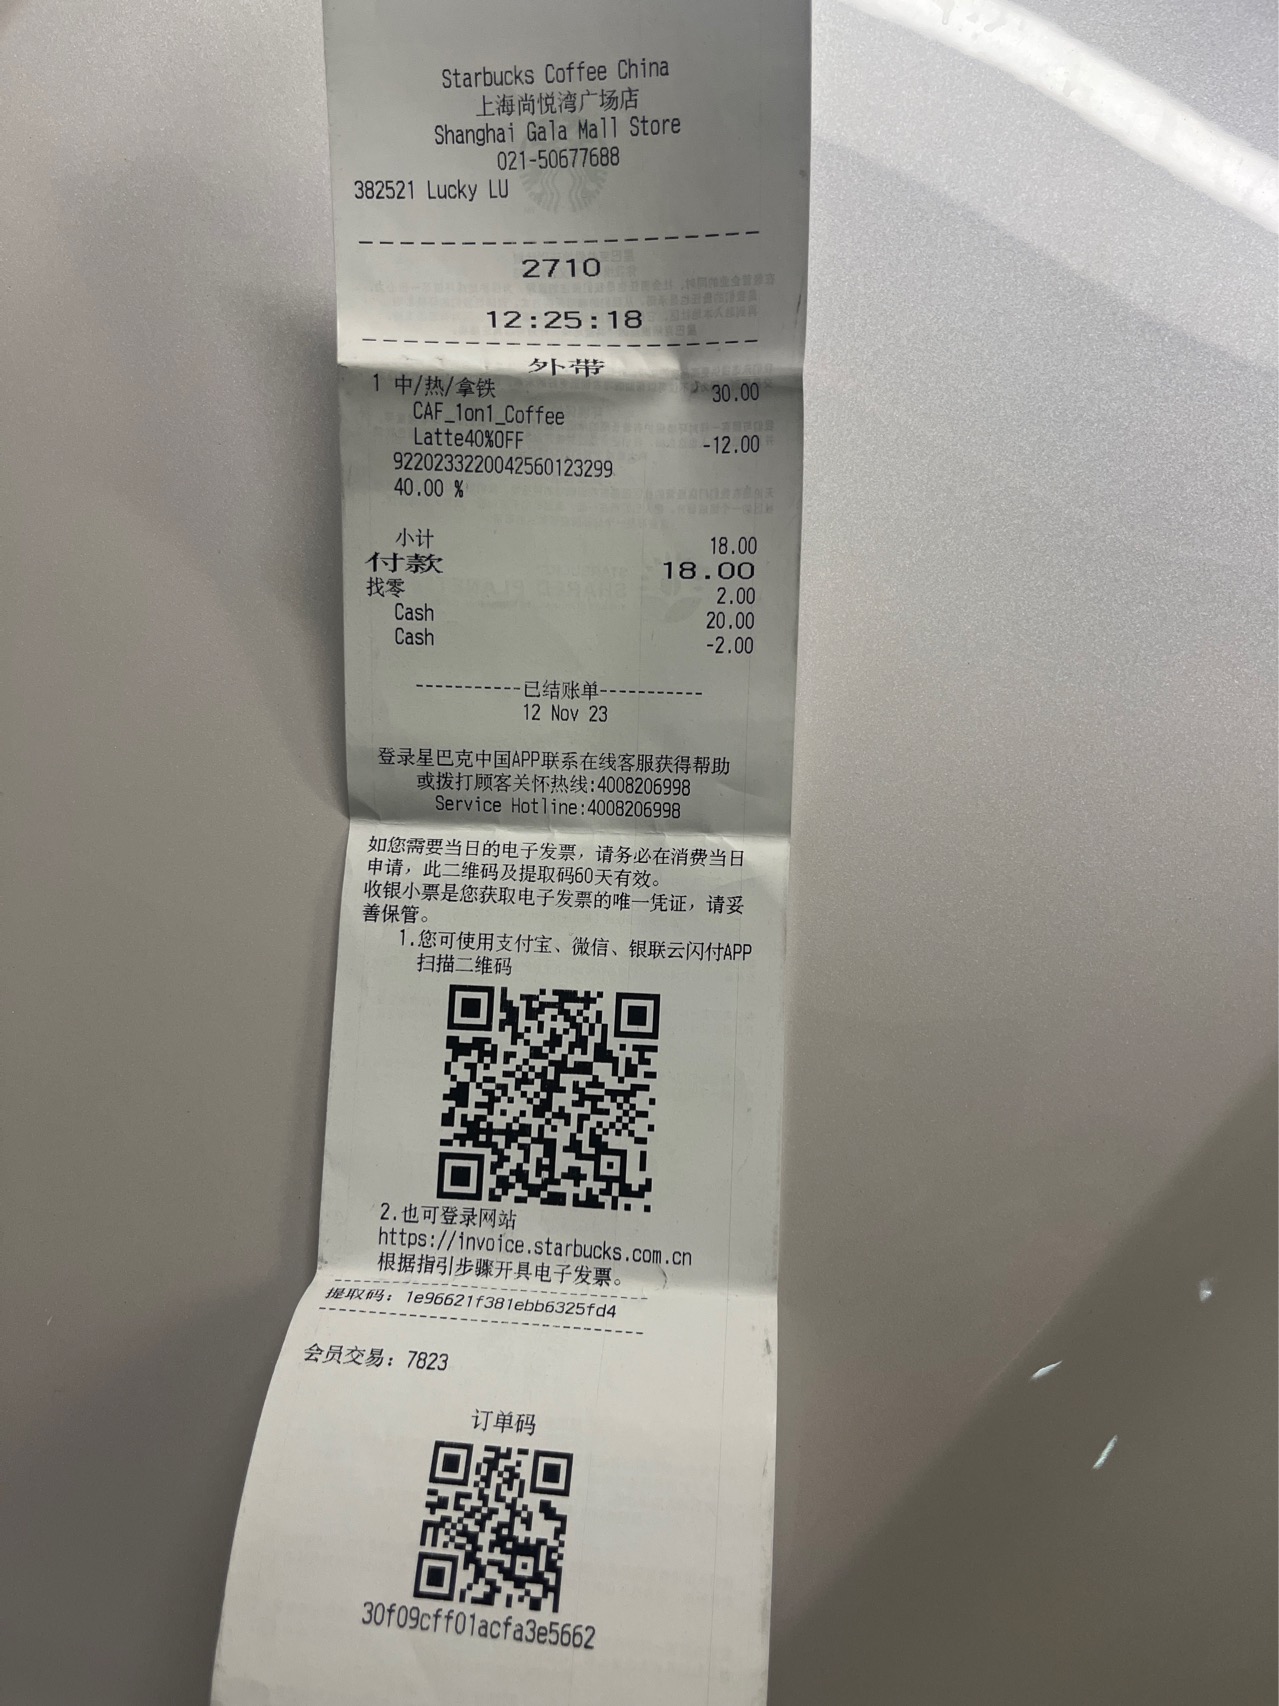 Starbucks Coffee China
上海尚悦湾广场店
Shanghai Gala Mall Store
021-50677688
382521 Lucky LU
2710
12:25:18
外带
1 中/热/拿铁 30.00
CAF_1on1_Coffee
Latte40%OFF -12.00
9220233220042560123299
40.00 %
小计 18.00
付款 18.00
找零 2.00
Cash 20.00
Cash -2.00
-----------已结账单-----------
12 Nov 23
登录星巴克中国APP联系在线客服获得帮助
或拨打顾客关怀热线:4008206998
Service Hotline:4008206998
如您需要当日的电子发票，请务必在消费当日
申请，此二维码及提取码60天有效。
收银小票是您获取电子发票的唯一凭证，请妥
善保管。
1.您可使用支付宝、微信、银联云闪付APP
扫描二维码
2.也可登录网站
https://invoice.starbucks.com.cn
根据指引步骤开具电子发票。
提取码: 1e96621f381ebb6325fd4
会员交易: 7823
订单码
30f09cff01acfa3e5662